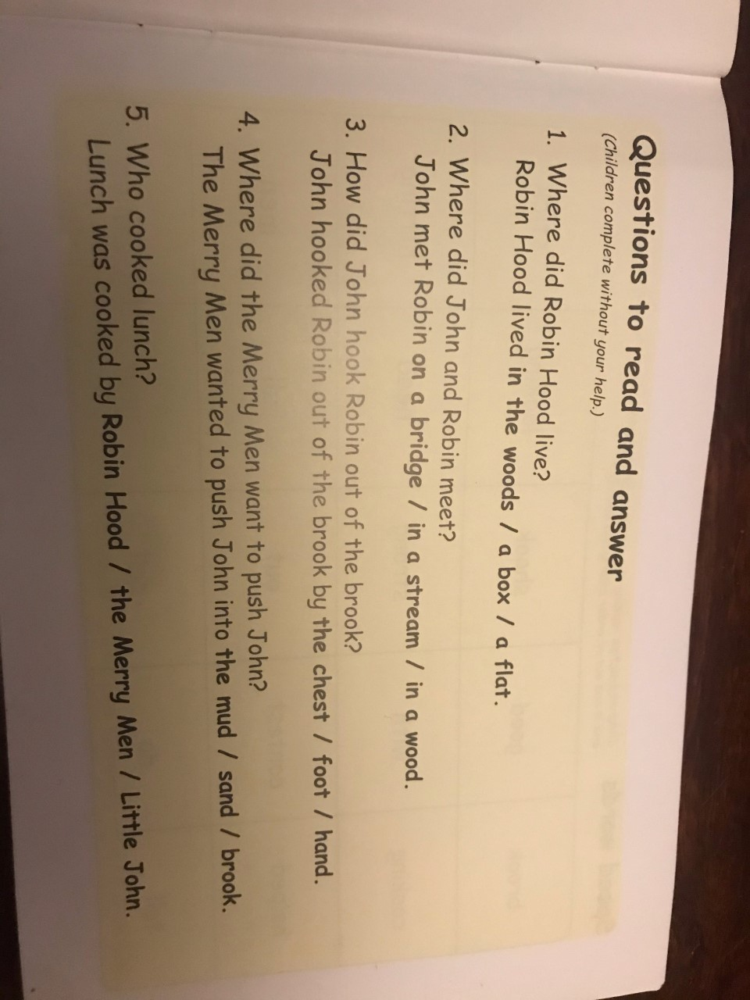 Questions to read and answer
(Children complete without your help.)
1. Where did Robin Hood live?
Robin Hood lived in the woods / a box / a flat.
2. Where did John and Robin meet?
John met Robin on a bridge / in a stream / in a wood.
3. How did John hook Robin out of the brook?
John hooked Robin out of the brook by the chest / foot / hand.
4. Where did the Merry Men want to push John?
The Merry Men wanted to push John into the mud / sand / brook.
5. Who cooked lunch?
Lunch was cooked by Robin Hood / the Merry Men / Little John.